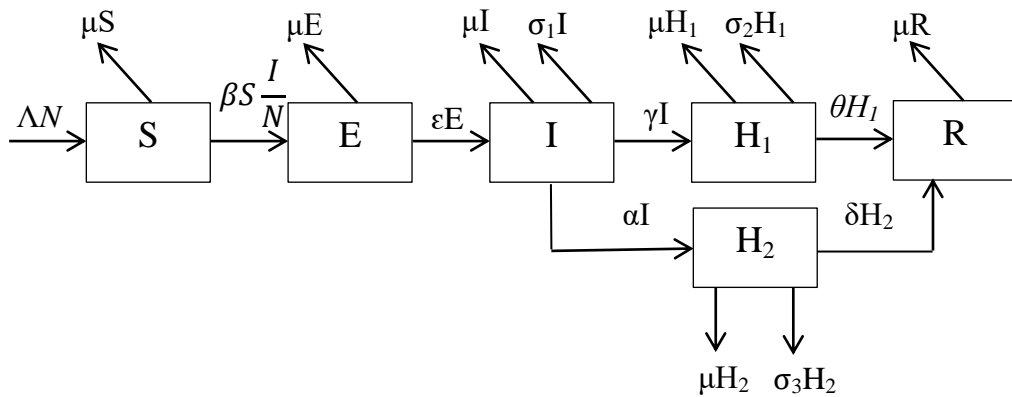 μS μE μI σ₁I μH₁ σ₂H₁ μR
ΛN S βS I/N E εE I γI H₁ θH₁ R
αI H₂ δH₂
μH₂ σ₃H₂